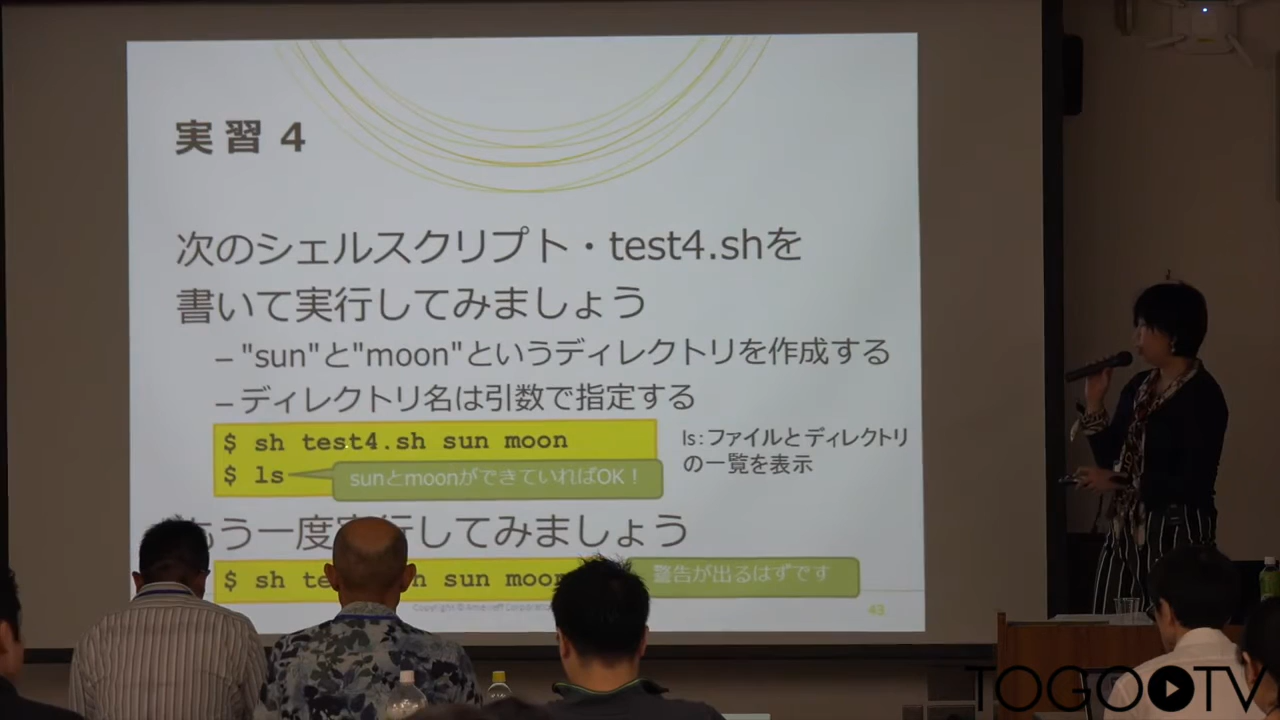 実習 4
次のシェルスクリプト・test4.shを
書いて実行してみましょう
– "sun"と"moon"というディレクトリを作成する
– ディレクトリ名は引数で指定する
$ sh test4.sh sun moon
$ ls
sunとmoonができていればOK！
ls：ファイルとディレクトリ
の一覧を表示
もう一度実行してみましょう
$ sh te h sun moon
警告が出るはずです
Copyright ©
43
TOGOTV